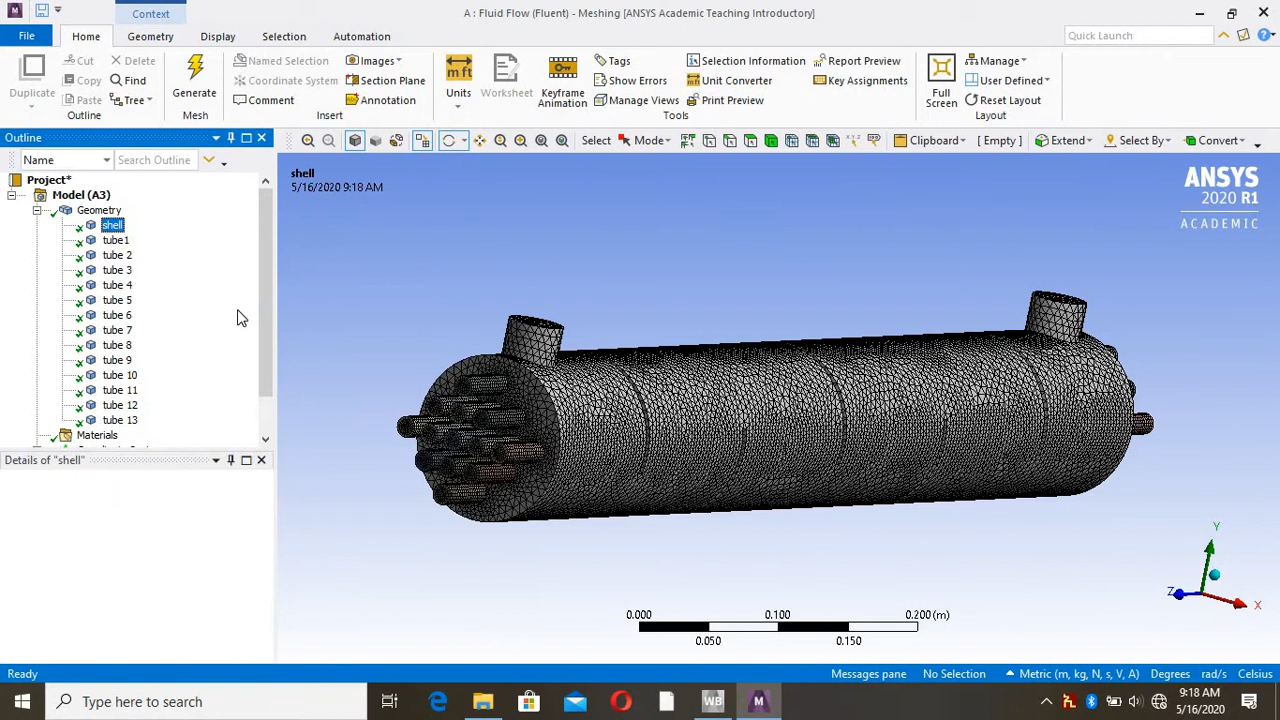 A : Fluid Flow (Fluent) - Meshing [ANSYS Academic Teaching Introductory]
Context
File Home Geometry Display Selection Automation Quick Launch
Duplicate
Cut
Copy
Paste
Delete
Find
Tree
Outline
Generate
Mesh
Named Selection
Coordinate System
Comment
Images
Section Plane
Annotation
Insert
Units
Worksheet
Keyframe
Animation
Tags
Show Errors
Manage Views
Selection Information
Unit Converter
Print Preview
Report Preview
Key Assignments
Tools
Full
Screen
Manage
User Defined
Reset Layout
Layout
Outline
Select Mode Clipboard [ Empty ] Extend Select By Convert
Name Search Outline
Project*
Model (A3)
Geometry
shell
tube1
tube 2
tube 3
tube 4
tube 5
tube 6
tube 7
tube 8
tube 9
tube 10
tube 11
tube 12
tube 13
Materials
Details of "shell"
shell
5/16/2020 9:18 AM
ANSYS
2020 R1
ACADEMIC
Y
Z
X
0.000 0.100 0.200 (m)
0.050 0.150
Ready Messages pane No Selection Metric (m, kg, N, s, V, A) Degrees rad/s Celsius
Type here to search
WB
M
9:18 AM
5/16/2020